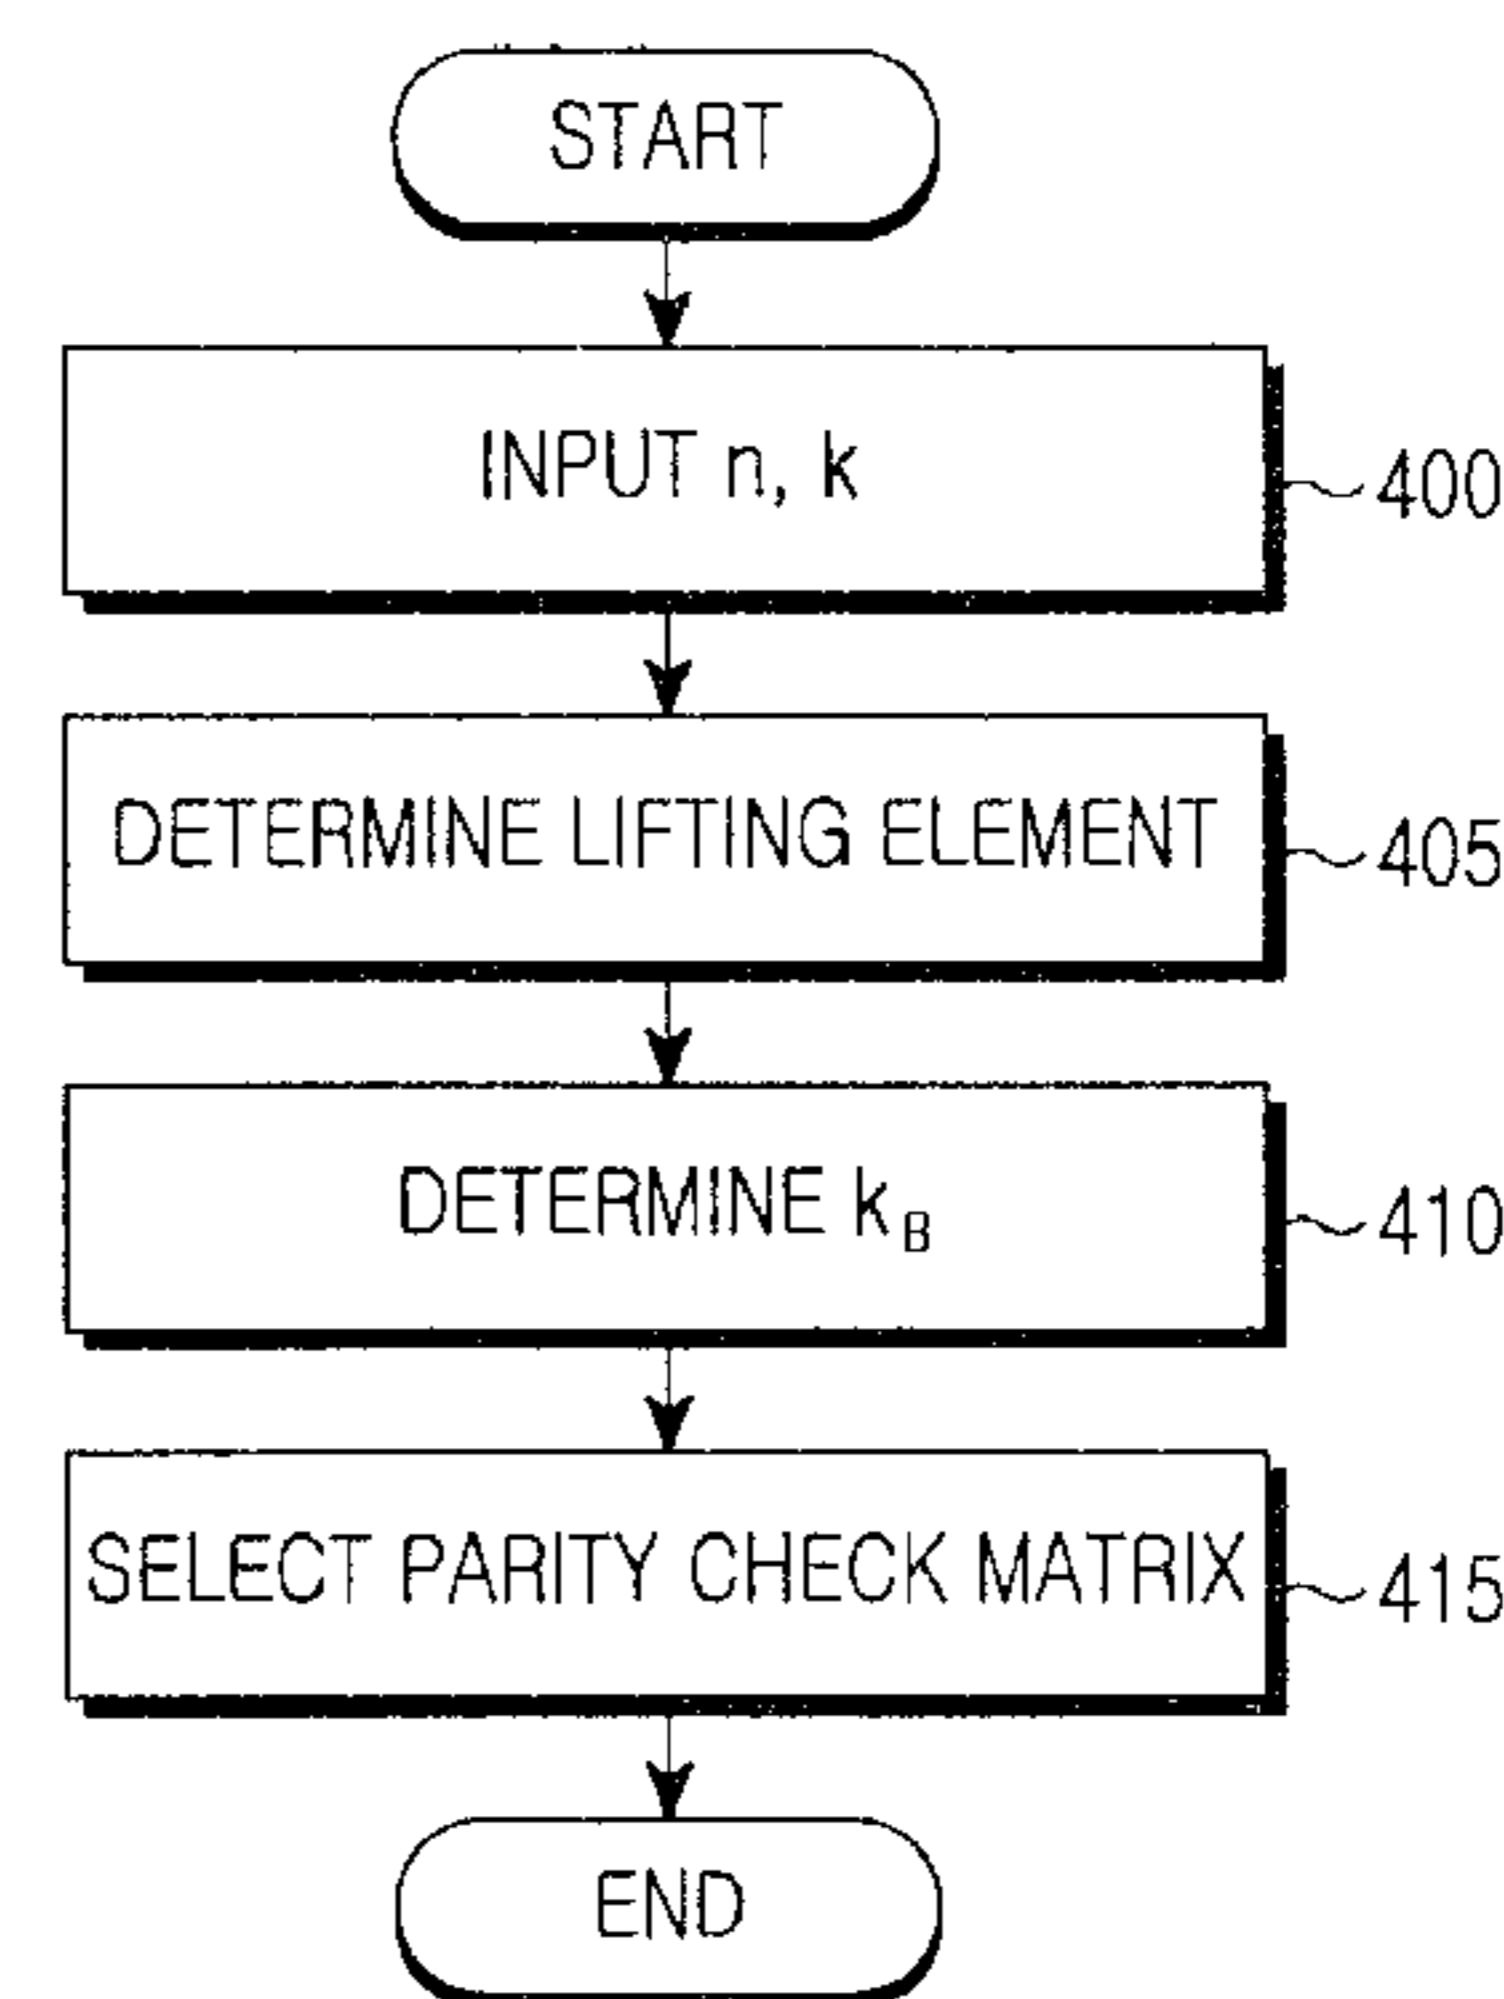 START
INPUT n, k
400
DETERMINE LIFTING ELEMENT
405
DETERMINE k_B
410
SELECT PARITY CHECK MATRIX
415
END